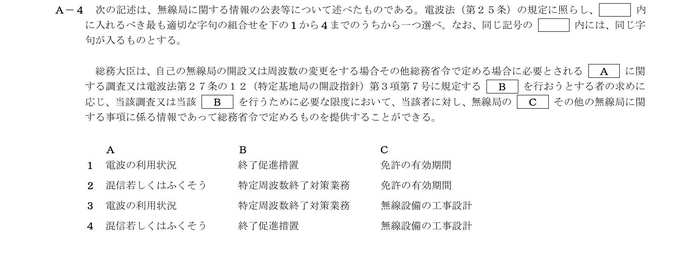 A－4 次の記述は、無線局に関する情報の公表等について述べたものである。電波法（第２５条）の規定に照らし、 内
に入れるべき最も適切な字句の組合せを下の1から4までのうちから一つ選べ。なお、同じ記号の 内には、同じ字
句が入るものとする。
総務大臣は、自己の無線局の開設又は周波数の変更をする場合その他総務省令で定める場合に必要とされる A に関
する調査又は電波法第２７条の１２（特定基地局の開設指針）第３項第７号に規定する B を行おうとする者の求めに
応じ、当該調査又は当該 B を行うために必要な限度において、当該者に対し、無線局の C その他の無線局に関
する事項に係る情報であって総務省令で定めるものを提供することができる。
A B C
1 電波の利用状況 終了促進措置 免許の有効期間
2 混信若しくはふくそう 特定周波数終了対策業務 免許の有効期間
3 電波の利用状況 特定周波数終了対策業務 無線設備の工事設計
4 混信若しくはふくそう 終了促進措置 無線設備の工事設計